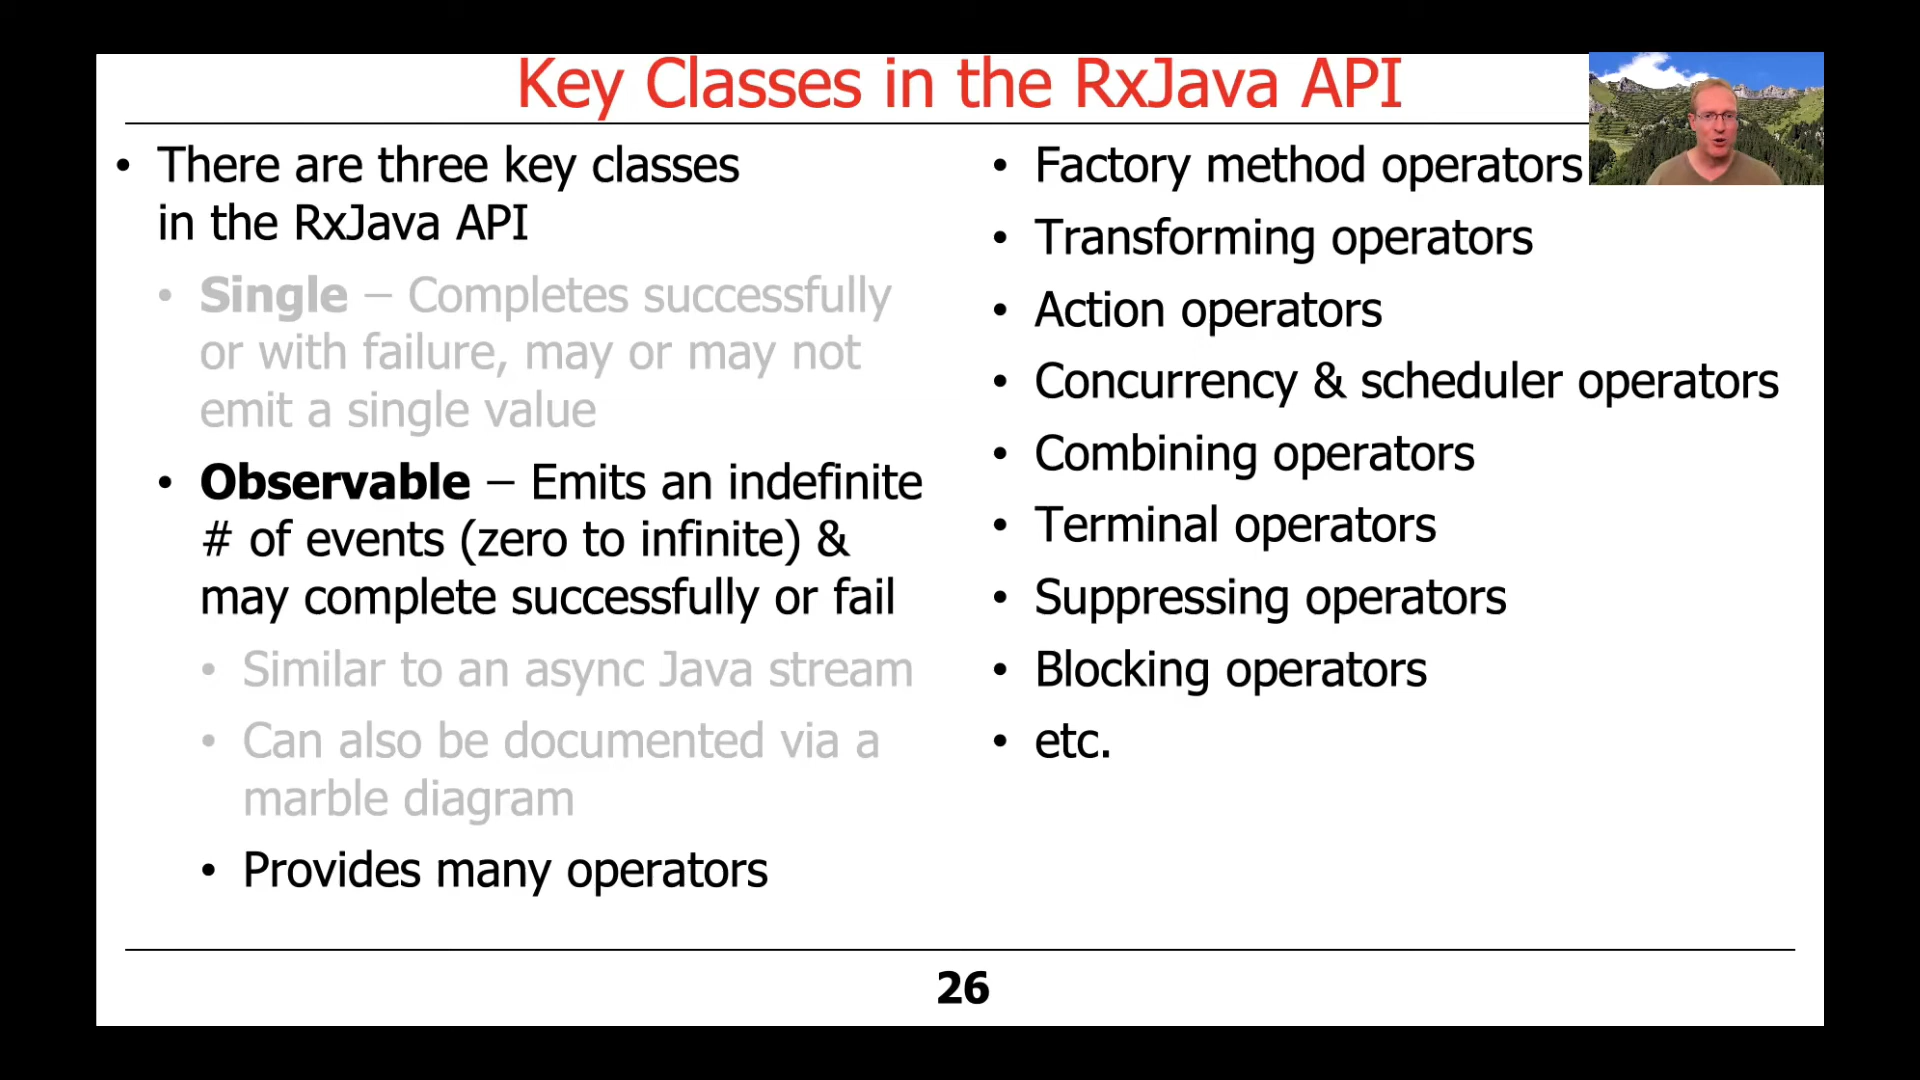 Key Classes in the RxJava API
• There are three key classes
in the RxJava API
• Single – Completes successfully
or with failure, may or may not
emit a single value
• Observable – Emits an indefinite
# of events (zero to infinite) &
may complete successfully or fail
• Similar to an async Java stream
• Can also be documented via a
marble diagram
• Provides many operators
• Factory method operators
• Transforming operators
• Action operators
• Concurrency & scheduler operators
• Combining operators
• Terminal operators
• Suppressing operators
• Blocking operators
• etc.
26